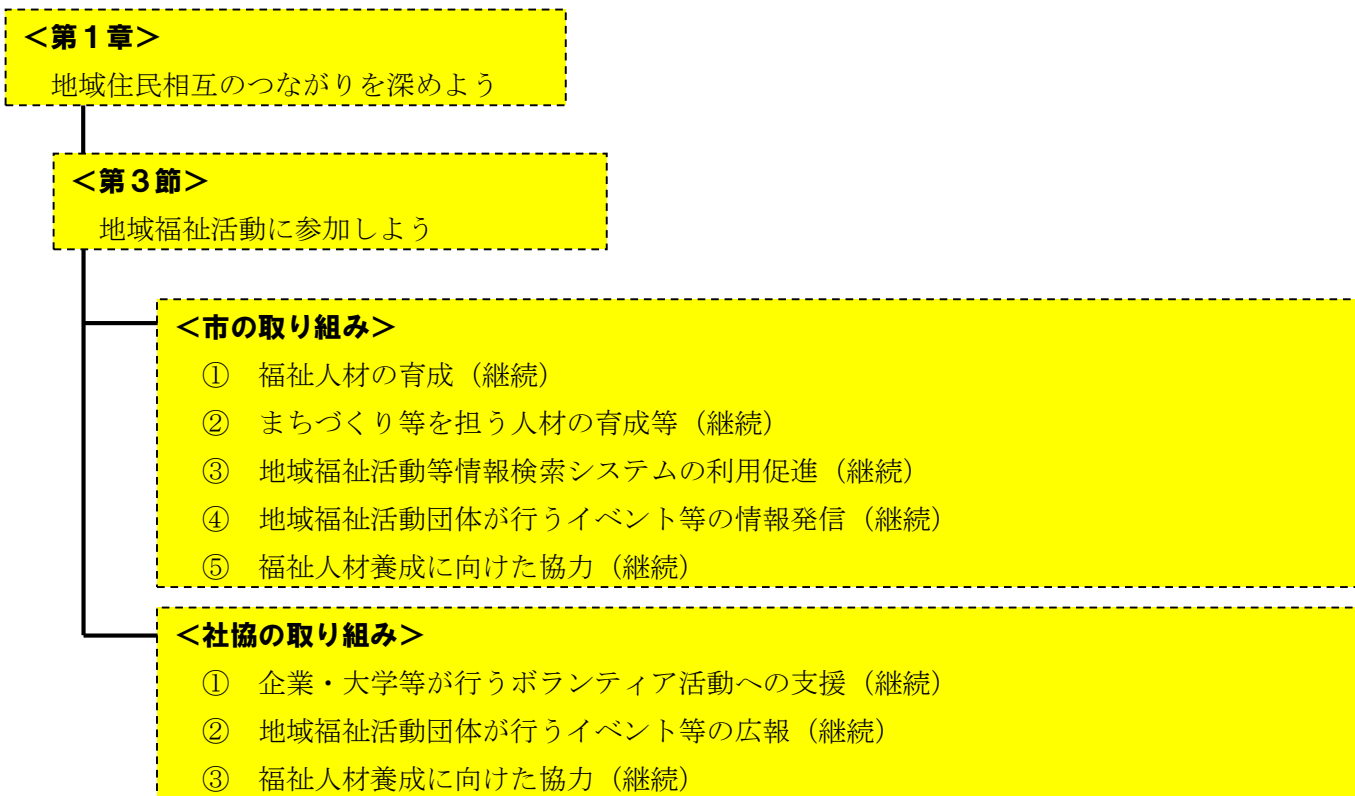 ＜第１章＞
地域住民相互のつながりを深めよう
＜第３節＞
地域福祉活動に参加しよう
＜市の取り組み＞
①　福祉人材の育成（継続）
②　まちづくり等を担う人材の育成等（継続）
③　地域福祉活動等情報検索システムの利用促進（継続）
④　地域福祉活動団体が行うイベント等の情報発信（継続）
⑤　福祉人材養成に向けた協力（継続）
＜社協の取り組み＞
①　企業・大学等が行うボランティア活動への支援（継続）
②　地域福祉活動団体が行うイベント等の広報（継続）
③　福祉人材養成に向けた協力（継続）